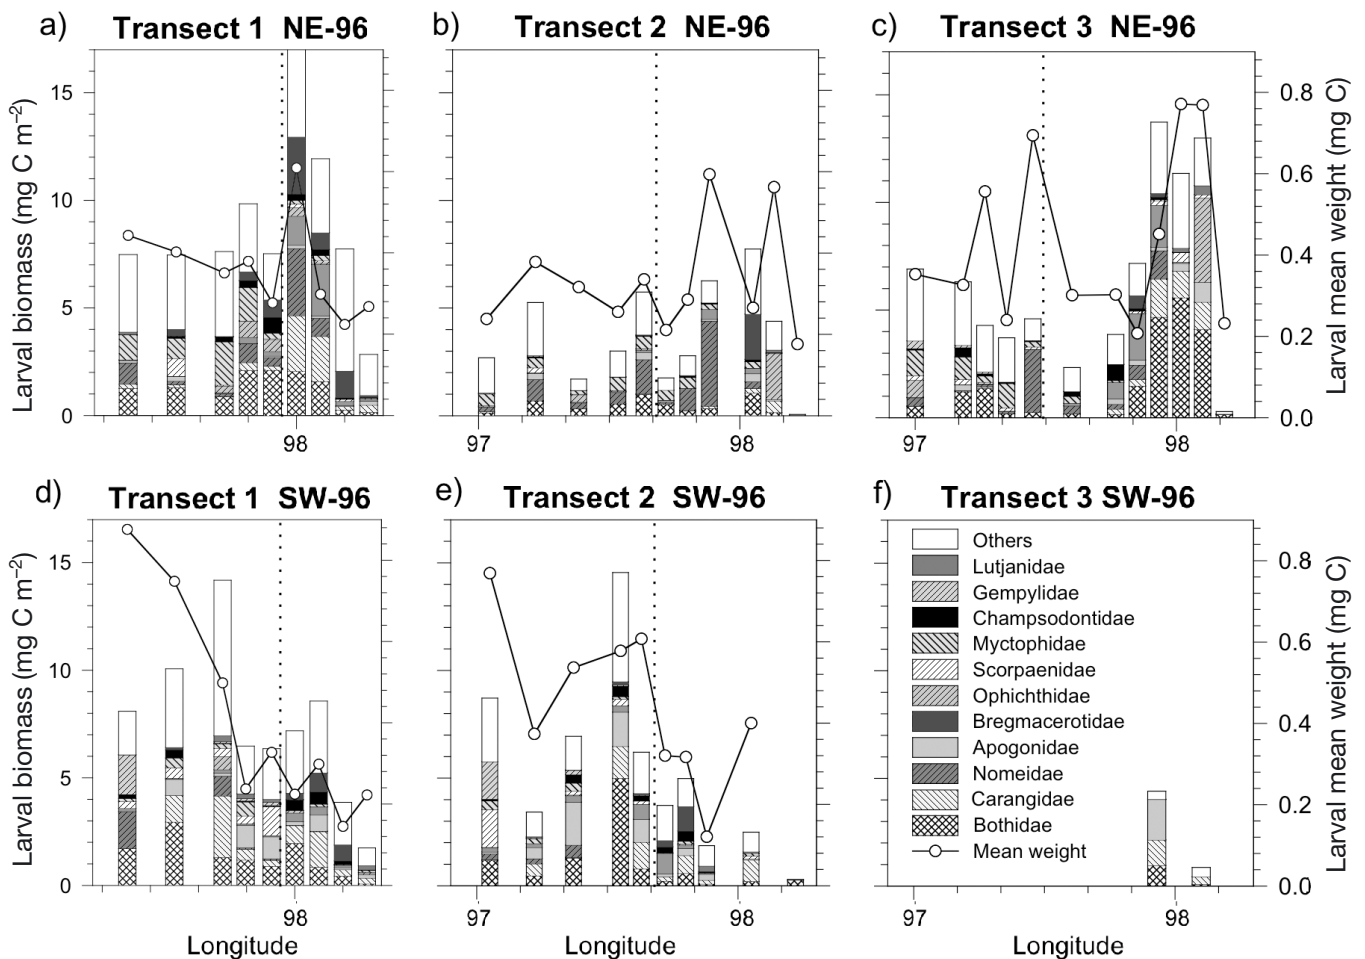 a) Transect 1 NE-96
b) Transect 2 NE-96
c) Transect 3 NE-96
Larval biomass (mg C m⁻²)
15
10
5
0
98
97
98
97
98
0.8
0.6
0.4
0.2
0.0
Larval mean weight (mg C)
d) Transect 1 SW-96
e) Transect 2 SW-96
f) Transect 3 SW-96
Larval biomass (mg C m⁻²)
15
10
5
0
Others
Lutjanidae
Gempylidae
Champsodontidae
Myctophidae
Scorpaenidae
Ophichthidae
Bregmacerotidae
Apogonidae
Nomeidae
Carangidae
Bothidae
Mean weight
0.8
0.6
0.4
0.2
0.0
Larval mean weight (mg C)
98
97
98
97
98
Longitude
Longitude
Longitude